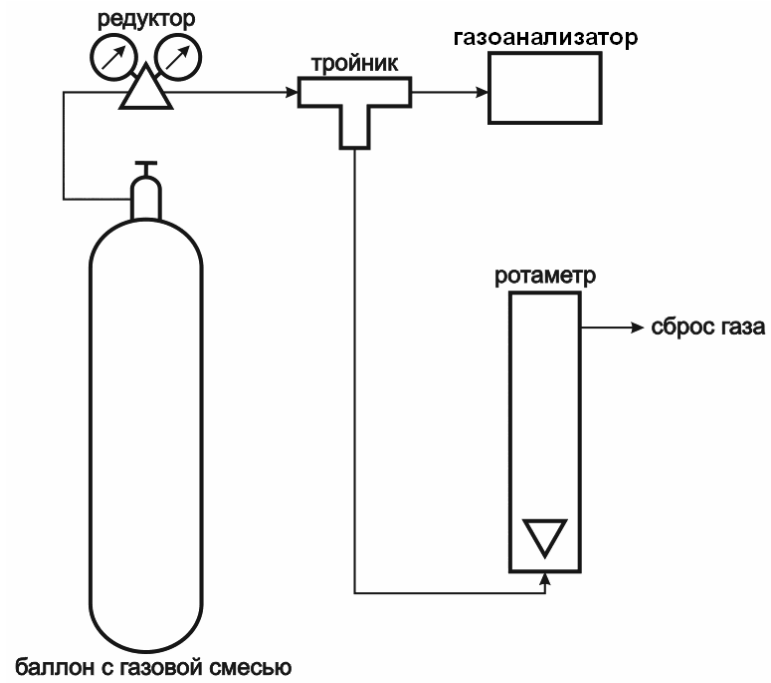 редуктор
тройник
газоанализатор
ротаметр
сброс газа
баллон с газовой смесью